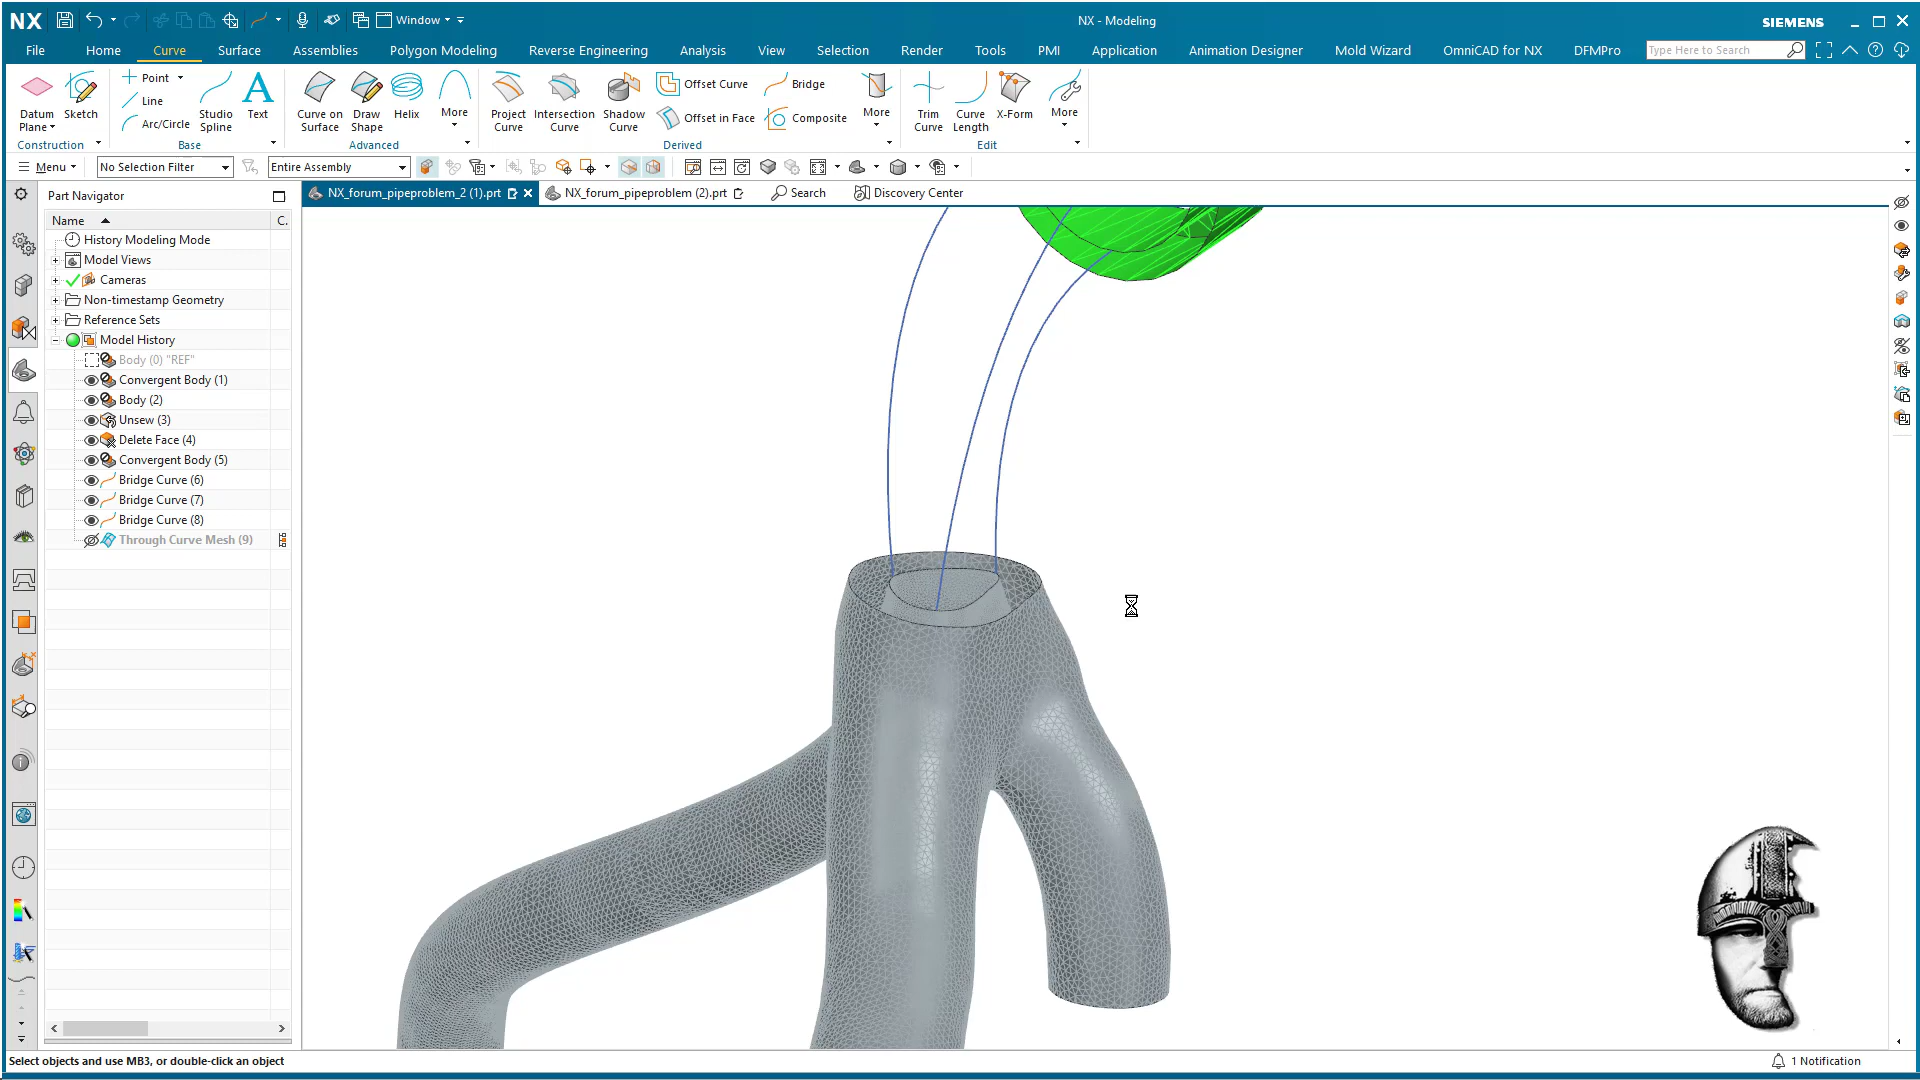 NX
Window
NX - Modeling
SIEMENS
File
Home
Curve
Surface
Assemblies
Polygon Modeling
Reverse Engineering
Analysis
View
Selection
Render
Tools
PMI
Application
Animation Designer
Mold Wizard
OmniCAD for NX
DFMPro
Type Here to Search
Datum
Plane
Sketch
Construction
Point
Line
Arc/Circle
Studio
Spline
A
Text
Base
Curve on
Surface
Draw
Shape
Helix
More
Advanced
Project
Curve
Intersection
Curve
Shadow
Curve
Offset Curve
Offset in Face
Bridge
Composite
More
Derived
Trim
Curve
Curve
Length
X-Form
More
Edit
Menu
No Selection Filter
Entire Assembly
Part Navigator
NX_forum_pipeproblem_2 (1).prt
NX_forum_pipeproblem (2).prt
Search
Discovery Center
Name
C.
History Modeling Mode
Model Views
Cameras
Non-timestamp Geometry
Reference Sets
Model History
Body (0) "REF"
Convergent Body (1)
Body (2)
Unsew (3)
Delete Face (4)
Convergent Body (5)
Bridge Curve (6)
Bridge Curve (7)
Bridge Curve (8)
Through Curve Mesh (9)
Select objects and use MB3, or double-click an object
1 Notification